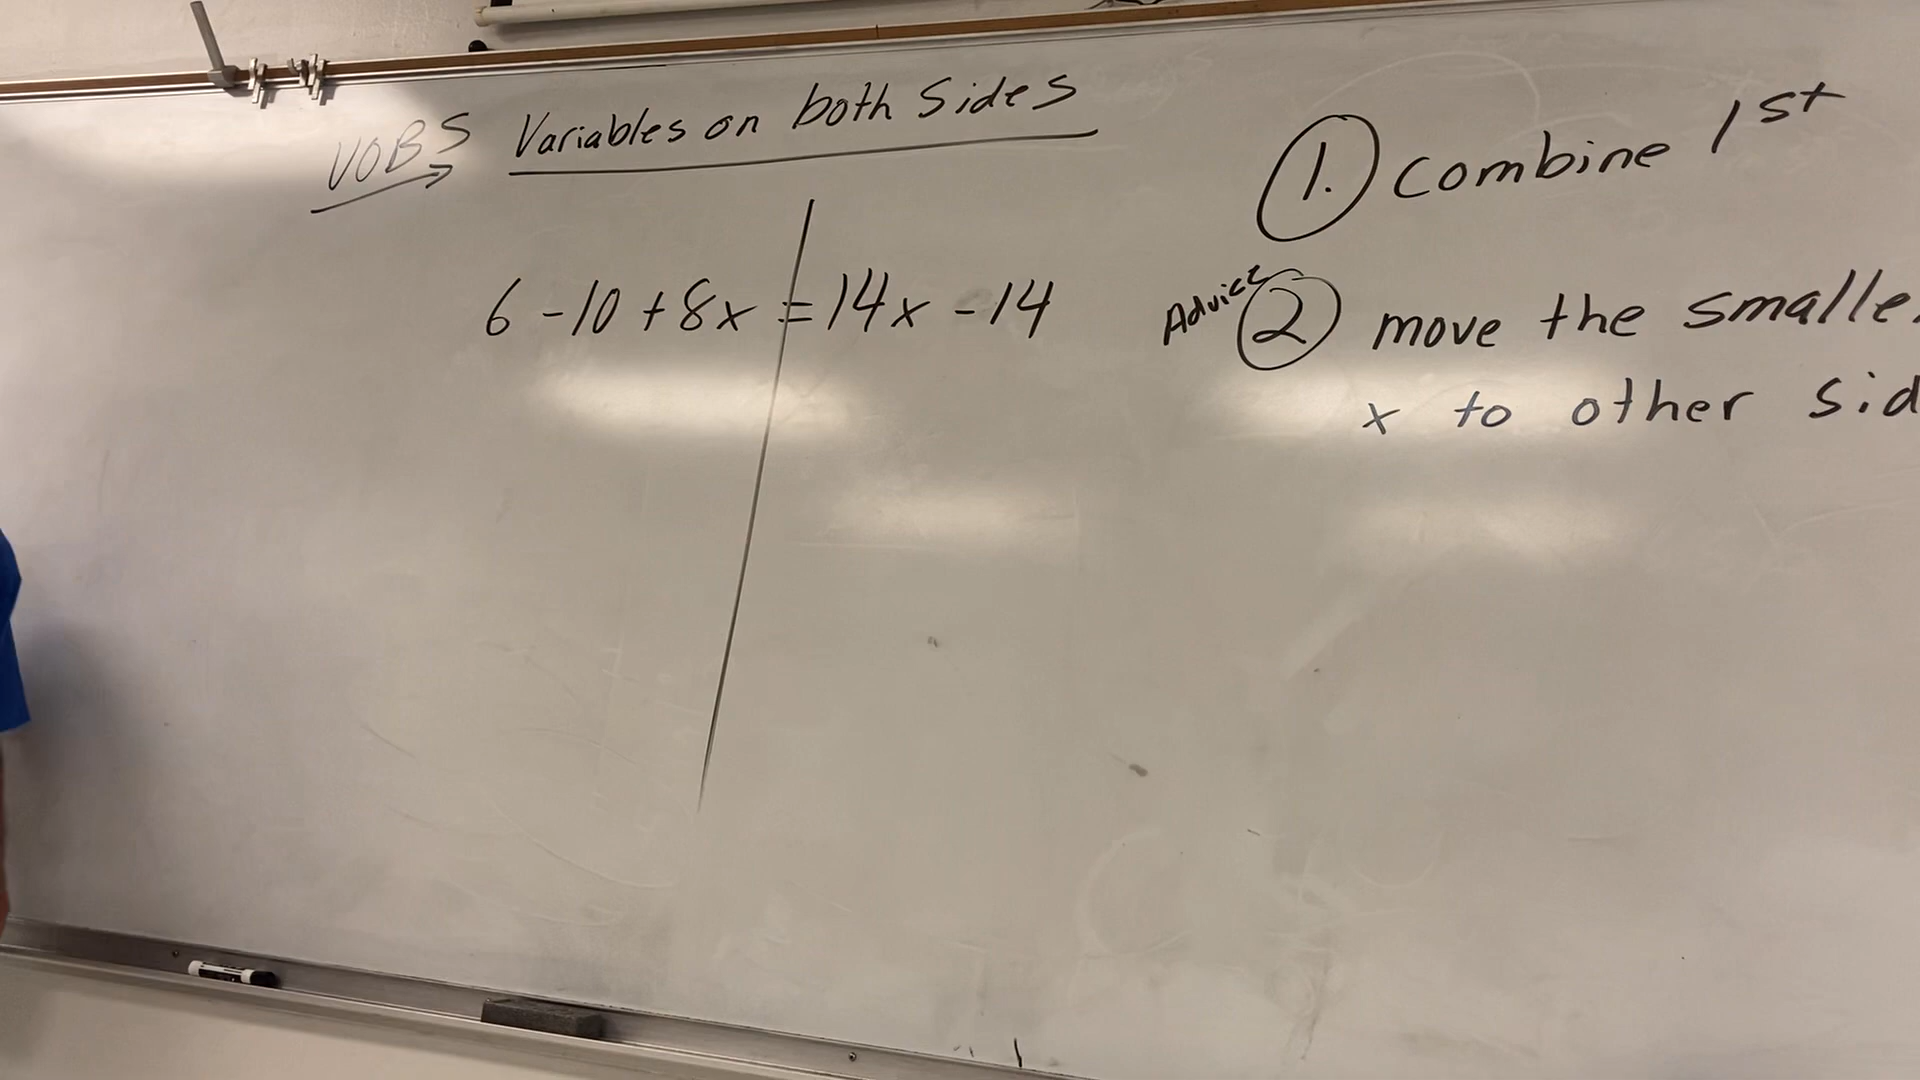 VOBS Variables on both Sides
6 - 10 + 8x = 14x - 14
1. combine 1st
Advice 2 move the smalle
x to other sid